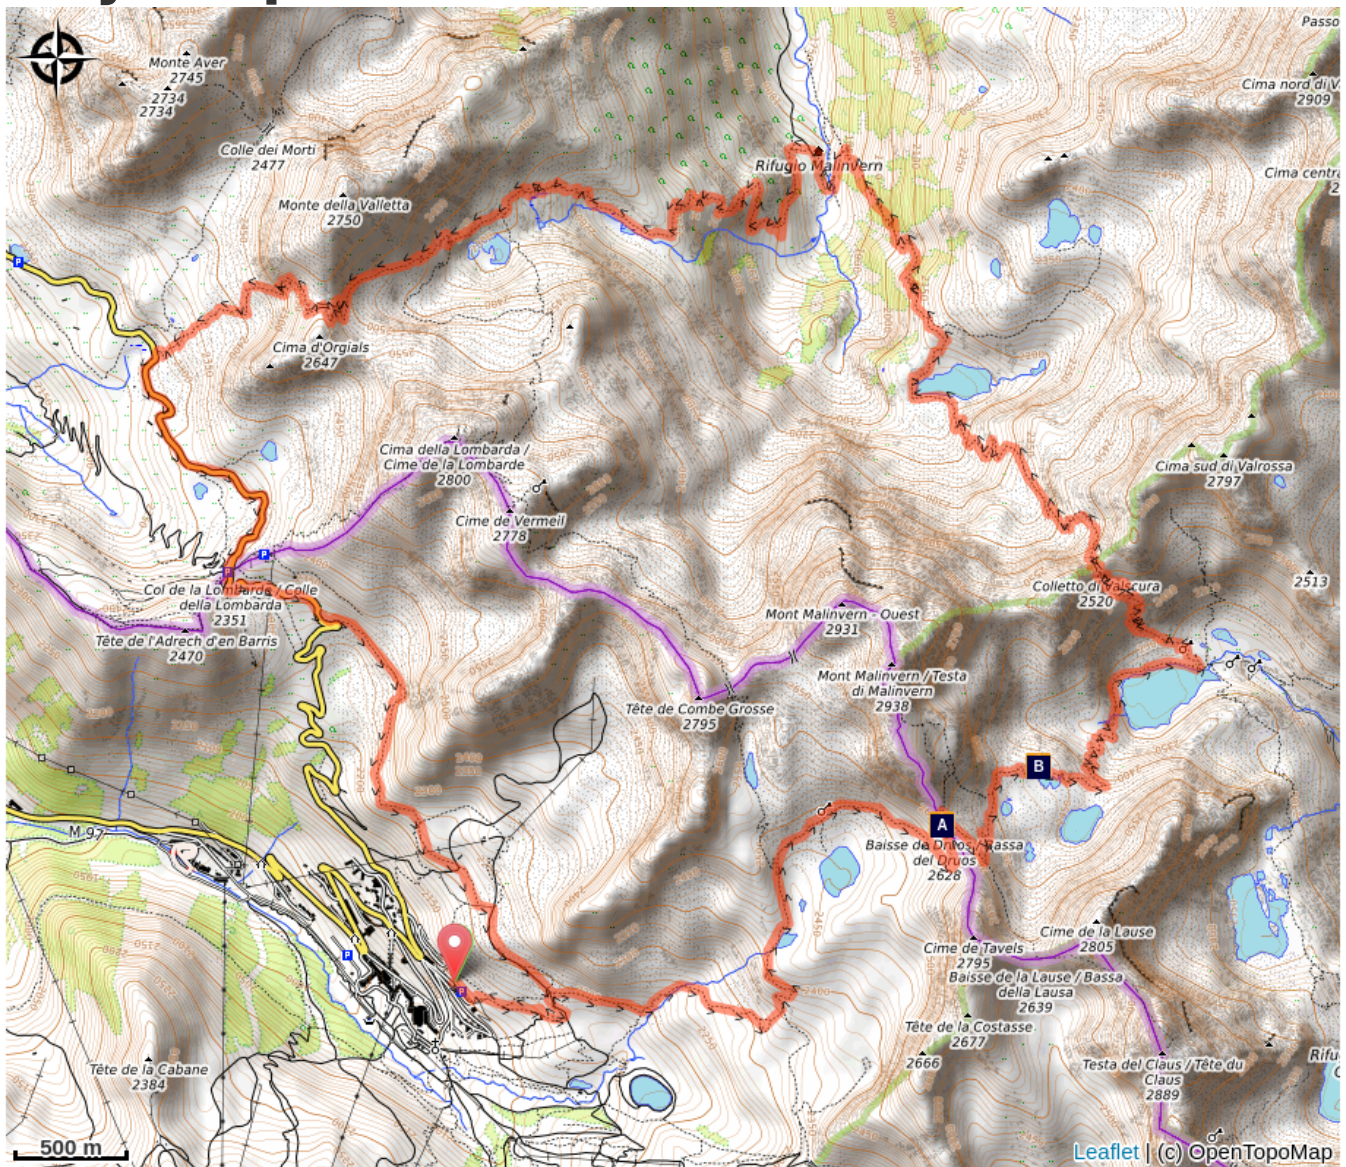 Passo
Monte Aver
2745
2734
2734
Cima nord di V
2909
Colle dei Morti
2477
Rifugio Malinvern
Cima centra
2
Monte della Valletta
2750
P
Cima d'Orgials
2647
Cima della Lombarda /
Cime de la Lombarde
2800
Cima sud di Valrossa
2797
Cime de Vermeil
2778
P
P
Col de la Lombarde / Colle
della Lombarda
2351
Colletto di Valscura
2520
2513
Mont Malinvern - Ouest
2931
Tête de l'Adrech d'en Barris
2470
Mont Malinvern / Testa
di Malinvern
2938
Tête de Combe Grosse
2795
B
A
M 97
Baisse de Druos / Bassa
del Druos
2628
2450
Cime de la Lause
2805
Cime de Tavels
2795
P
Baisse de la Lause / Bassa
della Lausa
2639
P
2400
Tête de la Costasse
2677
2666
Tête de la Cabane
2384
Testa del Claus / Tête du
Claus
2889
Rifu
500 m
Leaflet | (c) OpenTopoMap